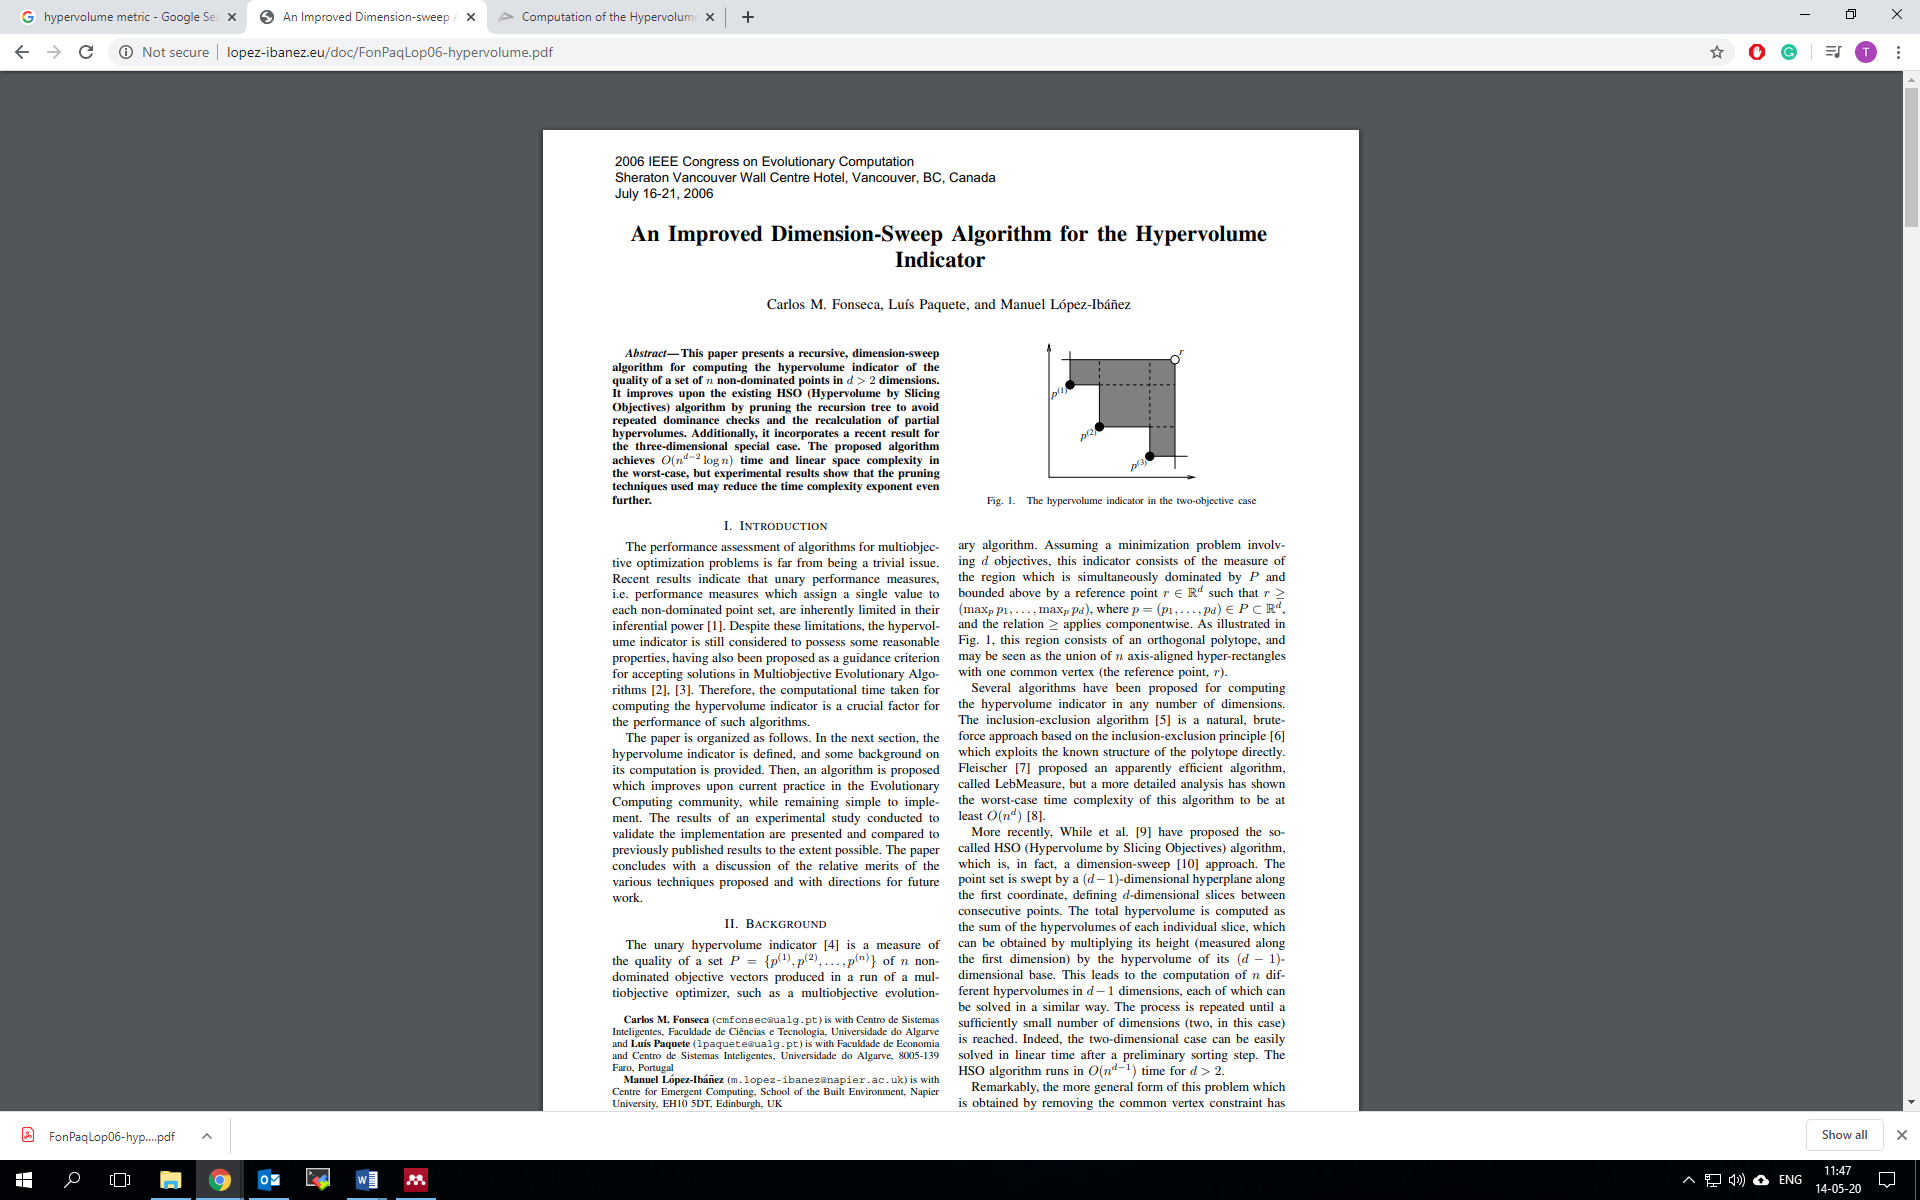 hypervolume metric - Google Se
An Improved Dimension-sweep
Computation of the Hypervolum
Not secure
lopez-ibanez.eu/doc/FonPaqLop06-hypervolume.pdf
T
2006 IEEE Congress on Evolutionary Computation
Sheraton Vancouver Wall Centre Hotel, Vancouver, BC, Canada
July 16-21, 2006
An Improved Dimension-Sweep Algorithm for the Hypervolume
Indicator
Carlos M. Fonseca, Luís Paquete, and Manuel López-Ibáñez
Abstract—This paper presents a recursive, dimension-sweep
algorithm for computing the hypervolume indicator of the
quality of a set of n non-dominated points in d > 2 dimensions.
It improves upon the existing HSO (Hypervolume by Slicing
Objectives) algorithm by pruning the recursion tree to avoid
repeated dominance checks and the recalculation of partial
hypervolumes. Additionally, it incorporates a recent result for
the three-dimensional special case. The proposed algorithm
achieves O(n^{d−2} log n) time and linear space complexity in
the worst-case, but experimental results show that the pruning
techniques used may reduce the time complexity exponent even
further.
I. INTRODUCTION
The performance assessment of algorithms for multiobjec-
tive optimization problems is far from being a trivial issue.
Recent results indicate that unary performance measures,
i.e. performance measures which assign a single value to
each non-dominated point set, are inherently limited in their
inferential power [1]. Despite these limitations, the hypervol-
ume indicator is still considered to possess some reasonable
properties, having also been proposed as a guidance criterion
for accepting solutions in Multiobjective Evolutionary Algo-
rithms [2], [3]. Therefore, the computational time taken for
computing the hypervolume indicator is a crucial factor for
the performance of such algorithms.
The paper is organized as follows. In the next section, the
hypervolume indicator is defined, and some background on
its computation is provided. Then, an algorithm is proposed
which improves upon current practice in the Evolutionary
Computing community, while remaining simple to imple-
ment. The results of an experimental study conducted to
validate the implementation are presented and compared to
previously published results to the extent possible. The paper
concludes with a discussion of the relative merits of the
various techniques proposed and with directions for future
work.
II. BACKGROUND
The unary hypervolume indicator [4] is a measure of
the quality of a set P = {p^{(1)}, p^{(2)}, . . . , p^{(n)}} of n non-
dominated objective vectors produced in a run of a mul-
tiobjective optimizer, such as a multiobjective evolution-
Carlos M. Fonseca (cmfonsec@ualg.pt) is with Centro de Sistemas
Inteligentes, Faculdade de Ciências e Tecnologia, Universidade do Algarve
and Luís Paquete (lpaquete@ualg.pt) is with Faculdade de Economia
and Centro de Sistemas Inteligentes, Universidade do Algarve, 8005-139
Faro, Portugal
Manuel López-Ibáñez (m.lopez-ibanez@napier.ac.uk) is with
Centre for Emergent Computing, School of the Built Environment, Napier
University, EH10 5DT, Edinburgh, UK
r
p^{(1)}
p^{(2)}
p^{(3)}
Fig. 1. The hypervolume indicator in the two-objective case
ary algorithm. Assuming a minimization problem involv-
ing d objectives, this indicator consists of the measure of
the region which is simultaneously dominated by P and
bounded above by a reference point r ∈ ℝ^d such that r ≥
(max_p p_1, . . . , max_p p_d), where p = (p_1, . . . , p_d) ∈ P ⊂ ℝ^d,
and the relation ≥ applies componentwise. As illustrated in
Fig. 1, this region consists of an orthogonal polytope, and
may be seen as the union of n axis-aligned hyper-rectangles
with one common vertex (the reference point, r).
Several algorithms have been proposed for computing
the hypervolume indicator in any number of dimensions.
The inclusion-exclusion algorithm [5] is a natural, brute-
force approach based on the inclusion-exclusion principle [6]
which exploits the known structure of the polytope directly.
Fleischer [7] proposed an apparently efficient algorithm,
called LebMeasure, but a more detailed analysis has shown
the worst-case time complexity of this algorithm to be at
least O(n^d) [8].
More recently, While et al. [9] have proposed the so-
called HSO (Hypervolume by Slicing Objectives) algorithm,
which is, in fact, a dimension-sweep [10] approach. The
point set is swept by a (d − 1)-dimensional hyperplane along
the first coordinate, defining d-dimensional slices between
consecutive points. The total hypervolume is computed as
the sum of the hypervolumes of each individual slice, which
can be obtained by multiplying its height (measured along
the first dimension) by the hypervolume of its (d − 1)-
dimensional base. This leads to the computation of n dif-
ferent hypervolumes in d − 1 dimensions, each of which can
be solved in a similar way. The process is repeated until a
sufficiently small number of dimensions (two, in this case)
is reached. Indeed, the two-dimensional case can be easily
solved in linear time after a preliminary sorting step. The
HSO algorithm runs in O(n^{d−1}) time for d > 2.
Remarkably, the more general form of this problem which
is obtained by removing the common vertex constraint has
FonPaqLop06-hyp....pdf
Show all
ENG
11:47
14-05-20